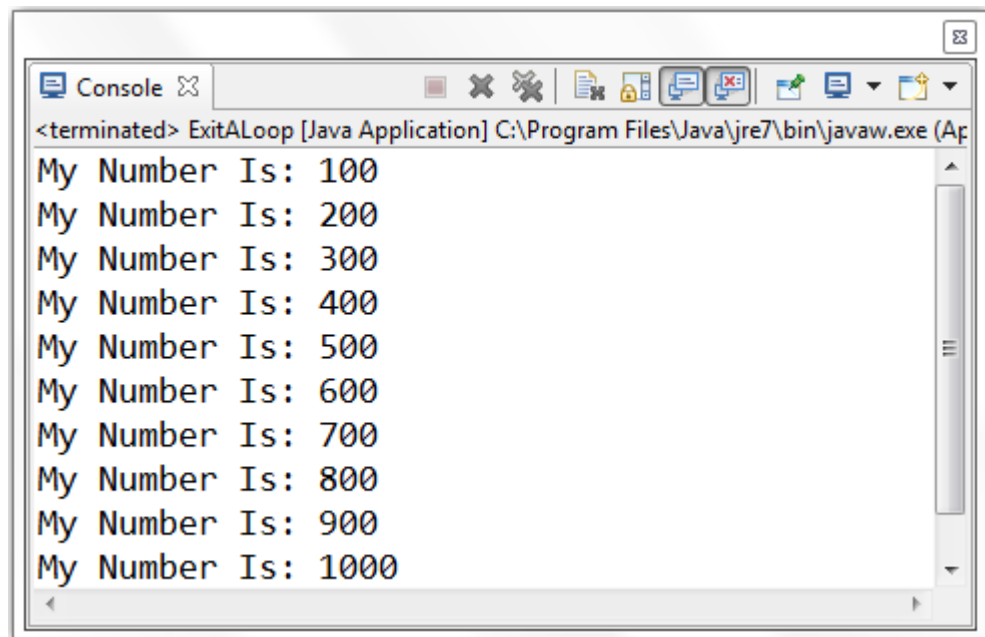 Console
<terminated> ExitALoop [Java Application] C:\Program Files\Java\jre7\bin\javaw.exe (Ap
My Number Is: 100
My Number Is: 200
My Number Is: 300
My Number Is: 400
My Number Is: 500
My Number Is: 600
My Number Is: 700
My Number Is: 800
My Number Is: 900
My Number Is: 1000